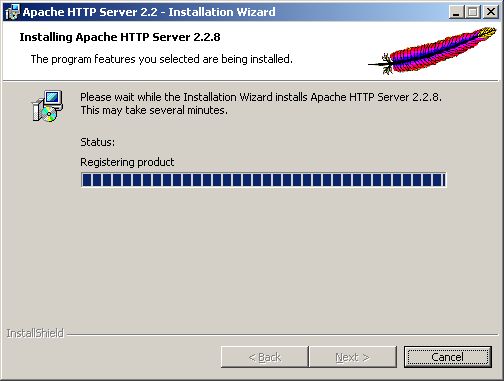 Apache HTTP Server 2.2 - Installation Wizard
Installing Apache HTTP Server 2.2.8
The program features you selected are being installed.
Please wait while the Installation Wizard installs Apache HTTP Server 2.2.8.
This may take several minutes.
Status:
Registering product
InstallShield
< Back Next > Cancel